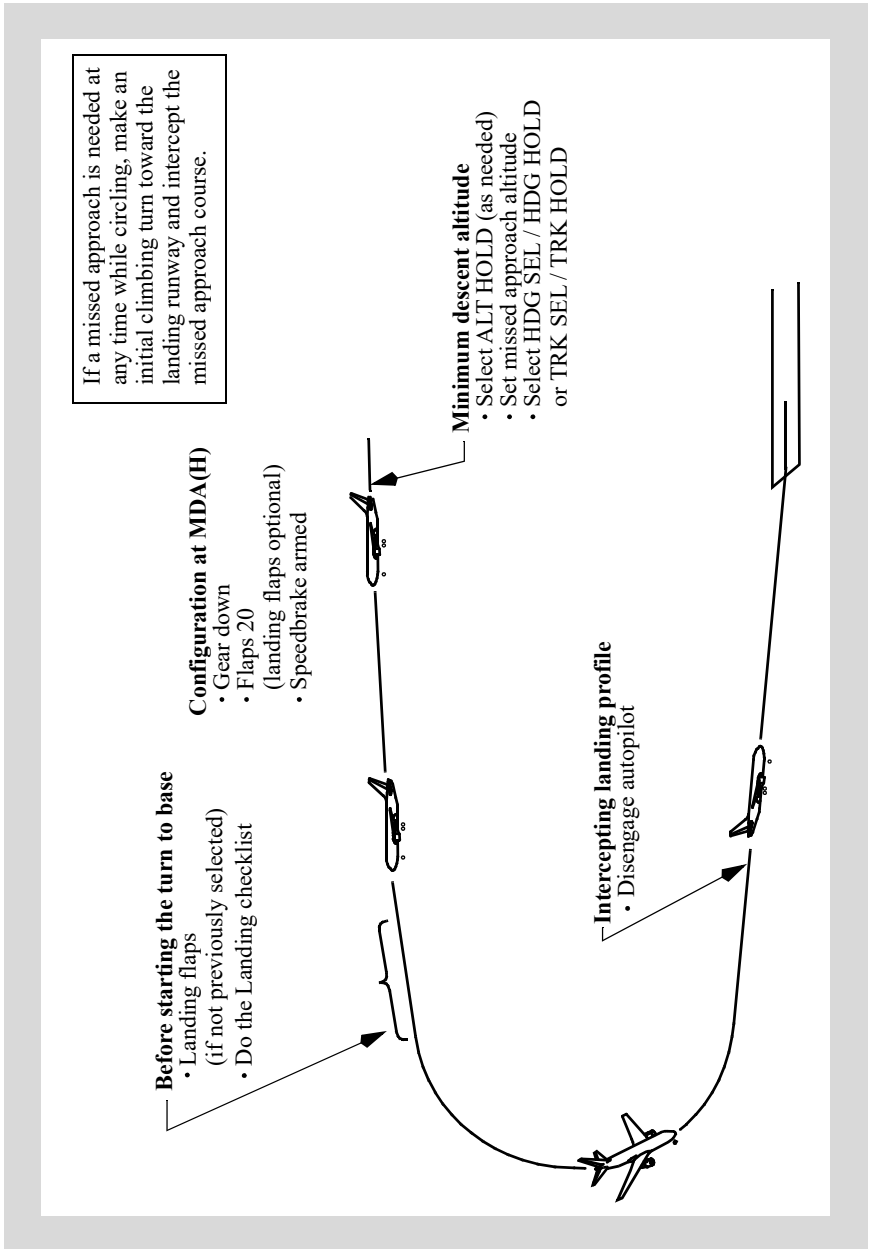 If a missed approach is needed at
any time while circling, make an
initial climbing turn toward the
landing runway and intercept the
missed approach course.
Before starting the turn to base
• Landing flaps
(if not previously selected)
• Do the Landing checklist
Configuration at MDA(H)
• Gear down
• Flaps 20
(landing flaps optional)
• Speedbrake armed
Minimum descent altitude
• Select ALT HOLD (as needed)
• Set missed approach altitude
• Select HDG SEL / HDG HOLD
or TRK SEL / TRK HOLD
Intercepting landing profile
• Disengage autopilot